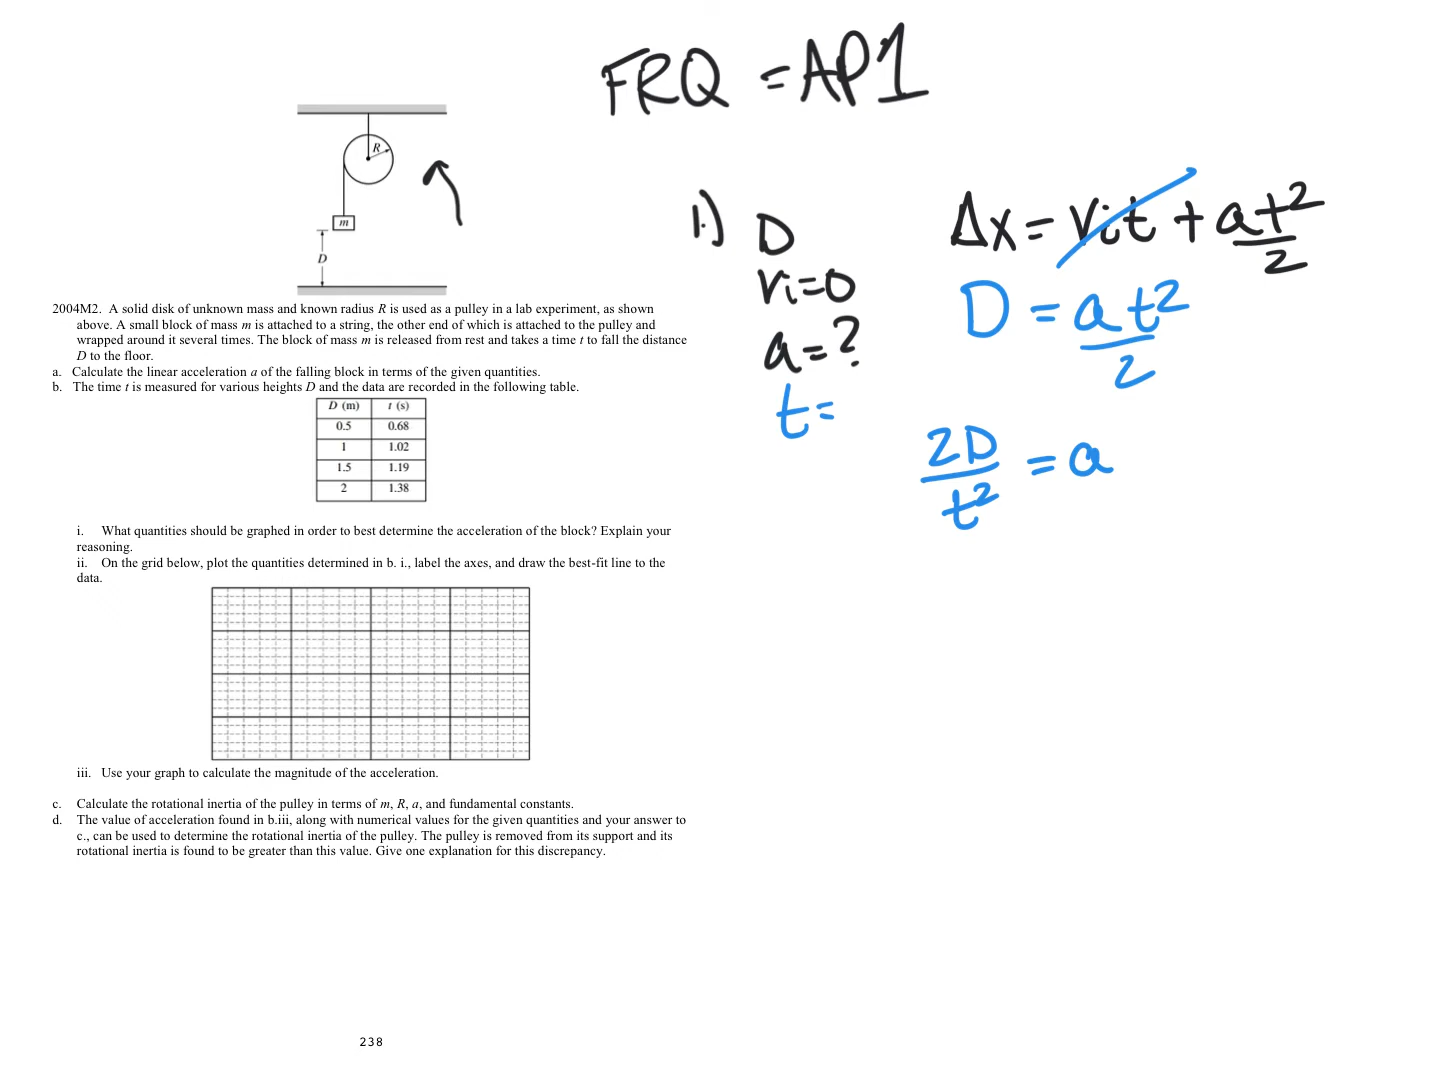 FRQ = AP1
R
m
D
1.) D
vi=0
a=?
t=
Δx = vit + at²/2
D = at²/2
2D/t² = a
2004M2. A solid disk of unknown mass and known radius R is used as a pulley in a lab experiment, as shown
above. A small block of mass m is attached to a string, the other end of which is attached to the pulley and
wrapped around it several times. The block of mass m is released from rest and takes a time t to fall the distance
D to the floor.
a. Calculate the linear acceleration a of the falling block in terms of the given quantities.
b. The time t is measured for various heights D and the data are recorded in the following table.
D (m) t (s)
0.5 0.68
1 1.02
1.5 1.19
2 1.38
i. What quantities should be graphed in order to best determine the acceleration of the block? Explain your
reasoning.
ii. On the grid below, plot the quantities determined in b. i., label the axes, and draw the best-fit line to the
data.
iii. Use your graph to calculate the magnitude of the acceleration.
c. Calculate the rotational inertia of the pulley in terms of m, R, a, and fundamental constants.
d. The value of acceleration found in b.iii, along with numerical values for the given quantities and your answer to
c., can be used to determine the rotational inertia of the pulley. The pulley is removed from its support and its
rotational inertia is found to be greater than this value. Give one explanation for this discrepancy.
238